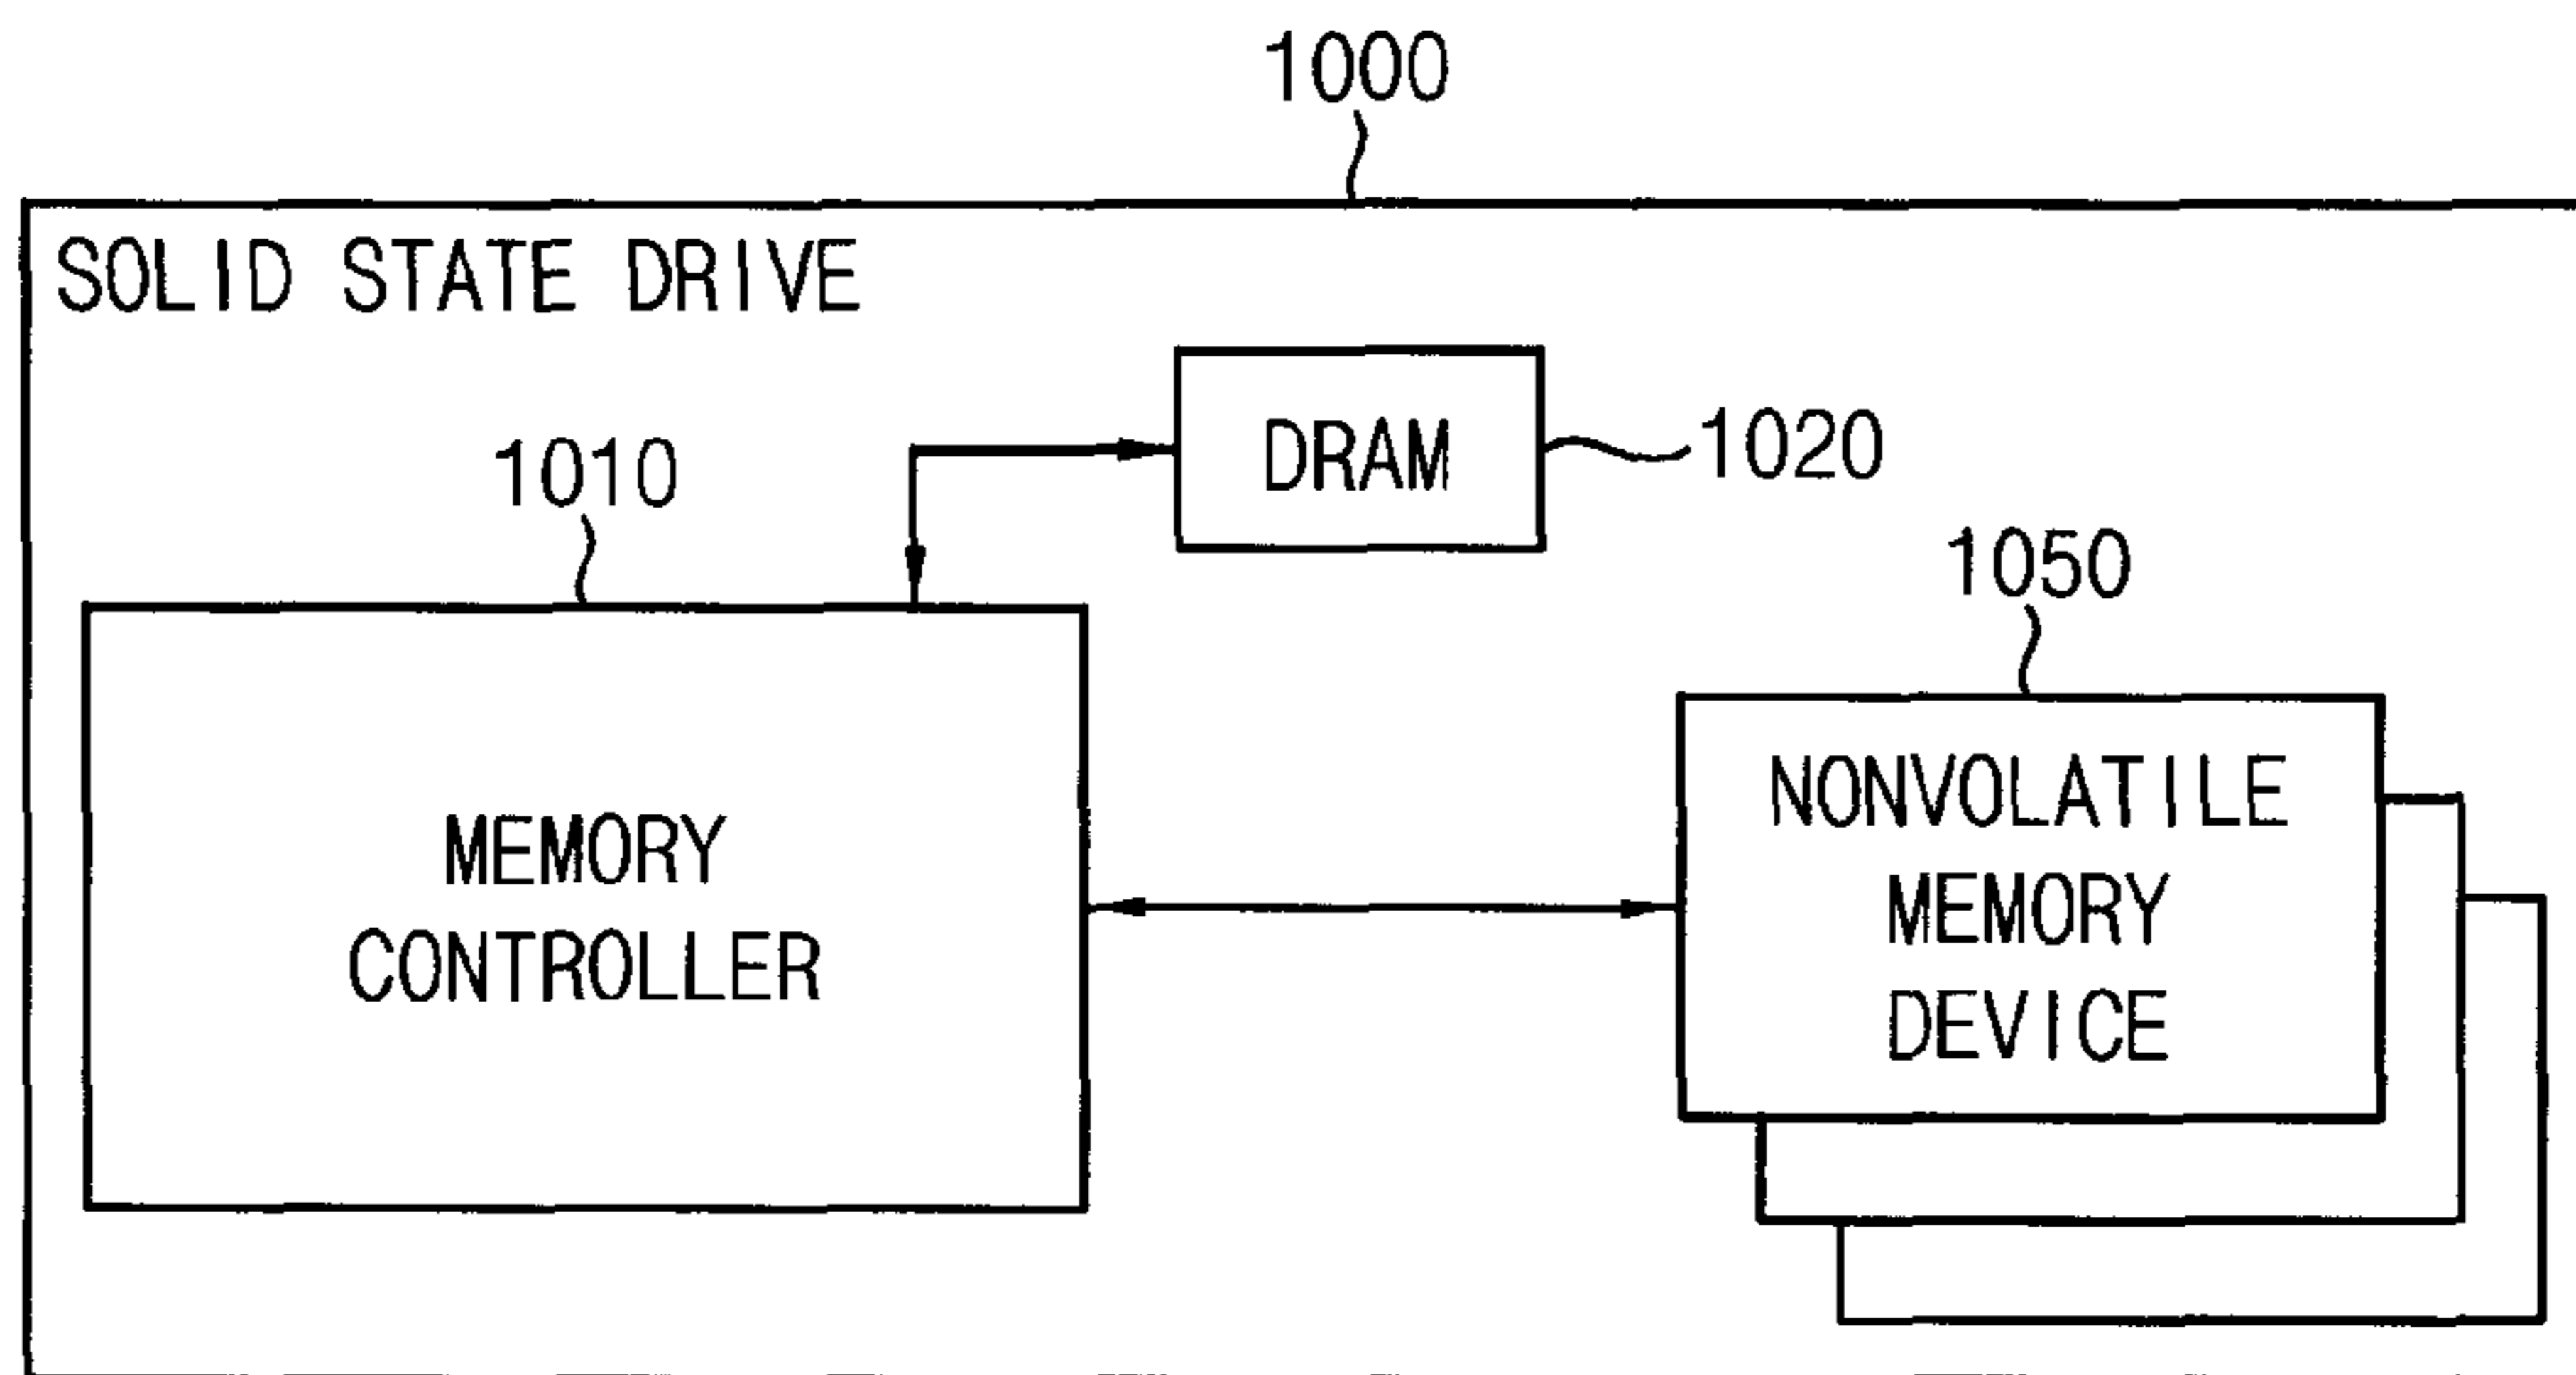 1000
SOLID STATE DRIVE
DRAM
1020
1010
1050
MEMORY
CONTROLLER
NONVOLATILE
MEMORY
DEVICE